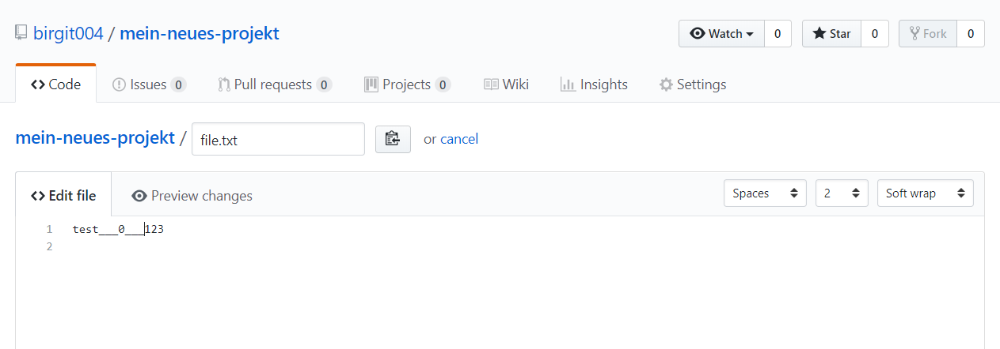 birgit004 / mein-neues-projekt
Watch 0 Star 0 Fork 0
Code Issues 0 Pull requests 0 Projects 0 Wiki Insights Settings
mein-neues-projekt / file.txt or cancel
Edit file Preview changes Spaces 2 Soft wrap
1 test___0___123
2